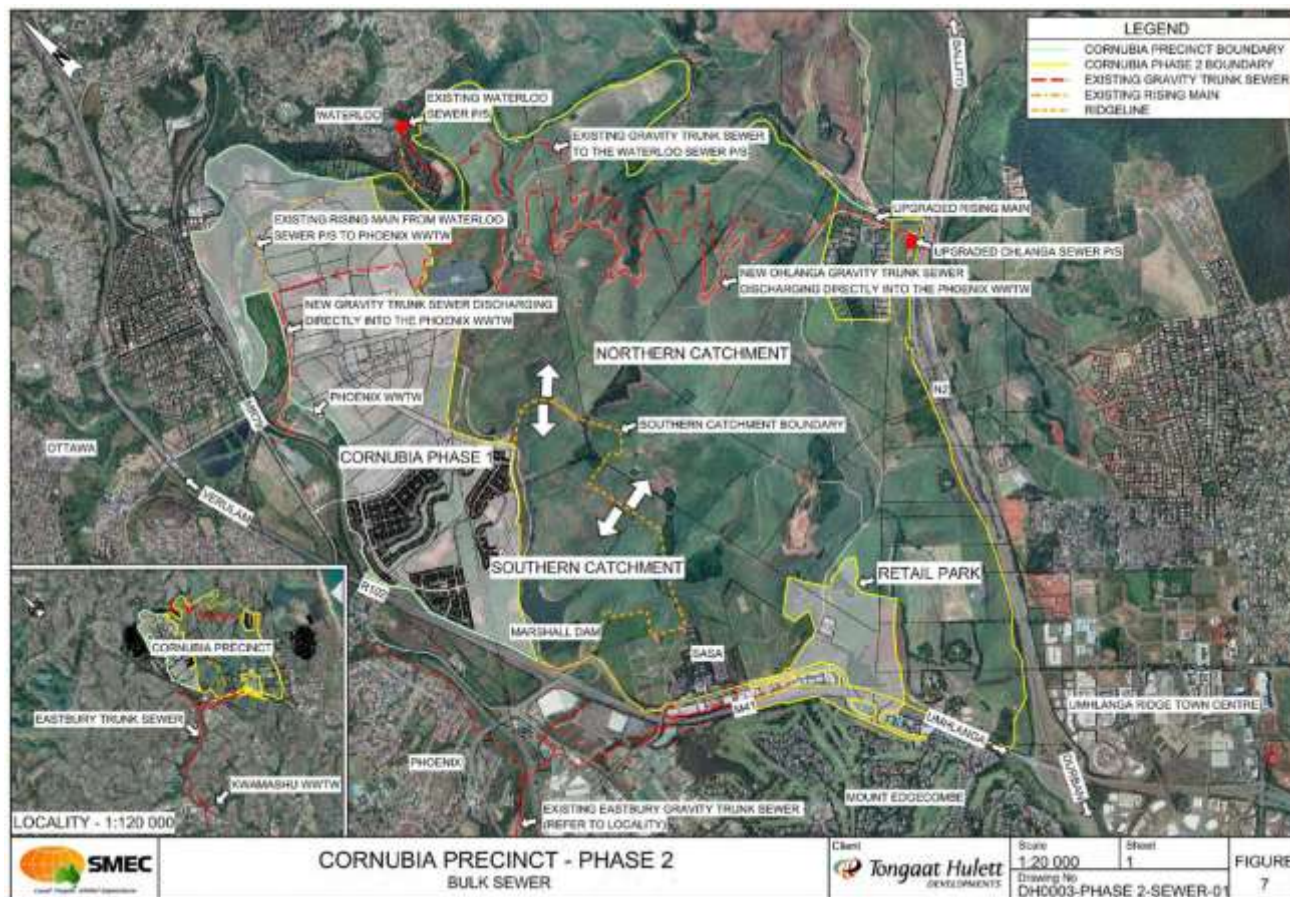 LEGEND
CORNUBIA PRECINCT BOUNDARY
CORNUBIA PHASE 2 BOUNDARY
EXISTING GRAVITY TRUNK SEWER
EXISTING RISING MAIN
RIDGELINE
BALLITO
WATERLOO
EXISTING WATERLOO
SEWER P/S
EXISTING GRAVITY TRUNK SEWER
TO THE WATERLOO SEWER P/S
EXISTING RISING MAIN FROM WATERLOO
SEWER P/S TO PHOENIX WWTW
UPGRADED RISING MAIN
UPGRADED OHLANGA SEWER P/S
NEW OHLANGA GRAVITY TRUNK SEWER
DISCHARGING DIRECTLY INTO THE PHOENIX WWTW
NEW GRAVITY TRUNK SEWER DISCHARGING
DIRECTLY INTO THE PHOENIX WWTW
NORTHERN CATCHMENT
N2
PHOENIX WWTW
SOUTHERN CATCHMENT BOUNDARY
OTTAWA
CORNUBIA PHASE 1
VERULAM
SOUTHERN CATCHMENT
RETAIL PARK
R102
MARSHALL DAM
SASA
M41
UMHLANGA
UMHLANGA RIDGE TOWN CENTRE
DURBAN
PHOENIX
MOUNT EDGECOMBE
EXISTING EASTBURY GRAVITY TRUNK SEWER
(REFER TO LOCALITY)
CORNUBIA PRECINCT
EASTBURY TRUNK SEWER
KWAMASHU WWTW
LOCALITY - 1:120 000
SMEC
CORNUBIA PRECINCT - PHASE 2
BULK SEWER
Client
Tongaat Hulett
DEVELOPMENTS
Scale
1:20 000
Sheet
1
Drawing No
DH0003-PHASE 2-SEWER-01
FIGURE
7